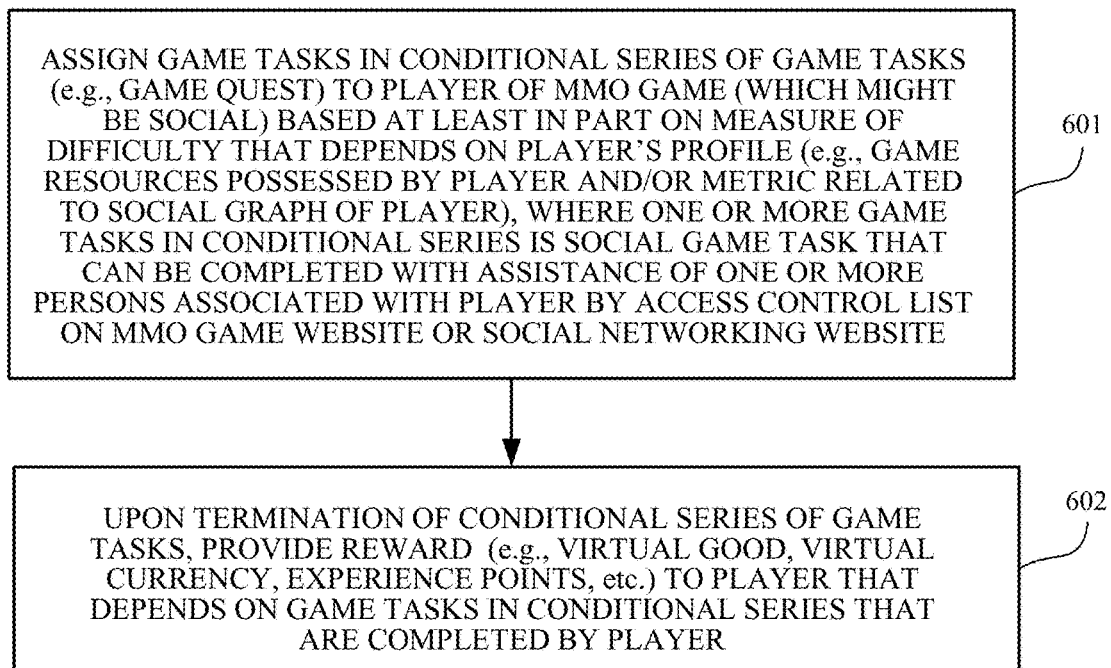 ASSIGN GAME TASKS IN CONDITIONAL SERIES OF GAME TASKS
(e.g., GAME QUEST) TO PLAYER OF MMO GAME (WHICH MIGHT
BE SOCIAL) BASED AT LEAST IN PART ON MEASURE OF
DIFFICULTY THAT DEPENDS ON PLAYER'S PROFILE (e.g., GAME
RESOURCES POSSESSED BY PLAYER AND/OR METRIC RELATED
TO SOCIAL GRAPH OF PLAYER), WHERE ONE OR MORE GAME
TASKS IN CONDITIONAL SERIES IS SOCIAL GAME TASK THAT
CAN BE COMPLETED WITH ASSISTANCE OF ONE OR MORE
PERSONS ASSOCIATED WITH PLAYER BY ACCESS CONTROL LIST
ON MMO GAME WEBSITE OR SOCIAL NETWORKING WEBSITE
601
UPON TERMINATION OF CONDITIONAL SERIES OF GAME
TASKS, PROVIDE REWARD (e.g., VIRTUAL GOOD, VIRTUAL
CURRENCY, EXPERIENCE POINTS, etc.) TO PLAYER THAT
DEPENDS ON GAME TASKS IN CONDITIONAL SERIES THAT
ARE COMPLETED BY PLAYER
602